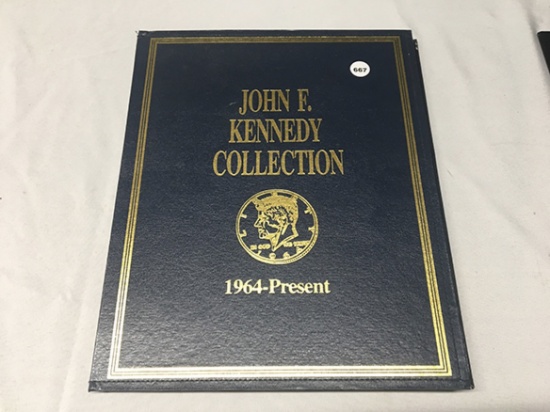 667
JOHN F.
KENNEDY
COLLECTION
1964-Present